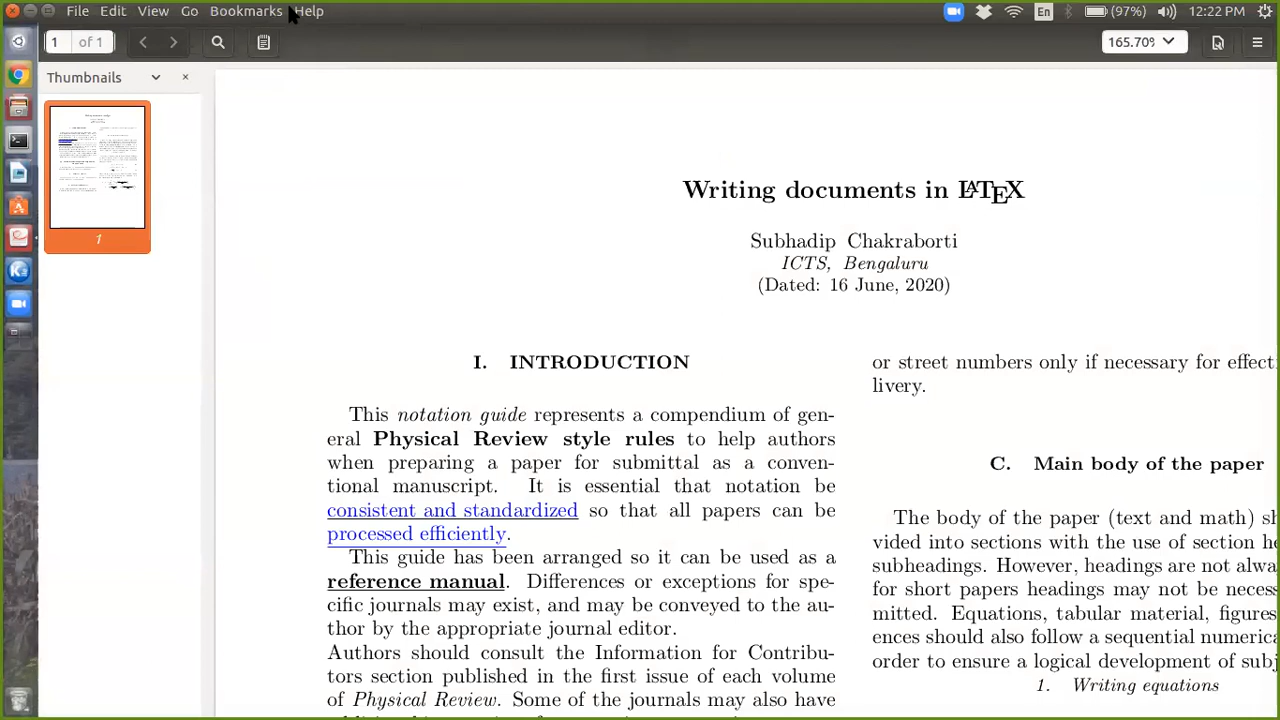 File Edit View Go Bookmarks Help
En (97%) 12:22 PM
1 of 1
165.70%
Thumbnails
1
Writing documents in LATEX
Subhadip Chakraborti
ICTS, Bengaluru
(Dated: 16 June, 2020)
I. INTRODUCTION
This notation guide represents a compendium of gen-
eral Physical Review style rules to help authors
when preparing a paper for submittal as a conven-
tional manuscript. It is essential that notation be
consistent and standardized so that all papers can be
processed efficiently.
This guide has been arranged so it can be used as a
reference manual. Differences or exceptions for spe-
cific journals may exist, and may be conveyed to the au-
thor by the appropriate journal editor.
Authors should consult the Information for Contribu-
tors section published in the first issue of each volume
of Physical Review. Some of the journals may also have
or street numbers only if necessary for effecti
livery.
C. Main body of the paper
The body of the paper (text and math) sh
vided into sections with the use of section he
subheadings. However, headings are not alwa
for short papers headings may not be necess
mitted. Equations, tabular material, figures
ences should also follow a sequential numerica
order to ensure a logical development of subj
1. Writing equations